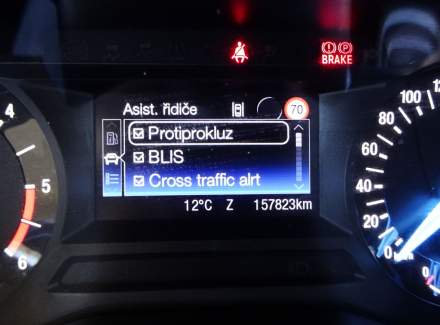 BRAKE
Asist. řidiče 70
Protiprokluz
BLIS
Cross traffic alrt
12°C Z 157823km
4
5
6
100
80
60
40
20
0